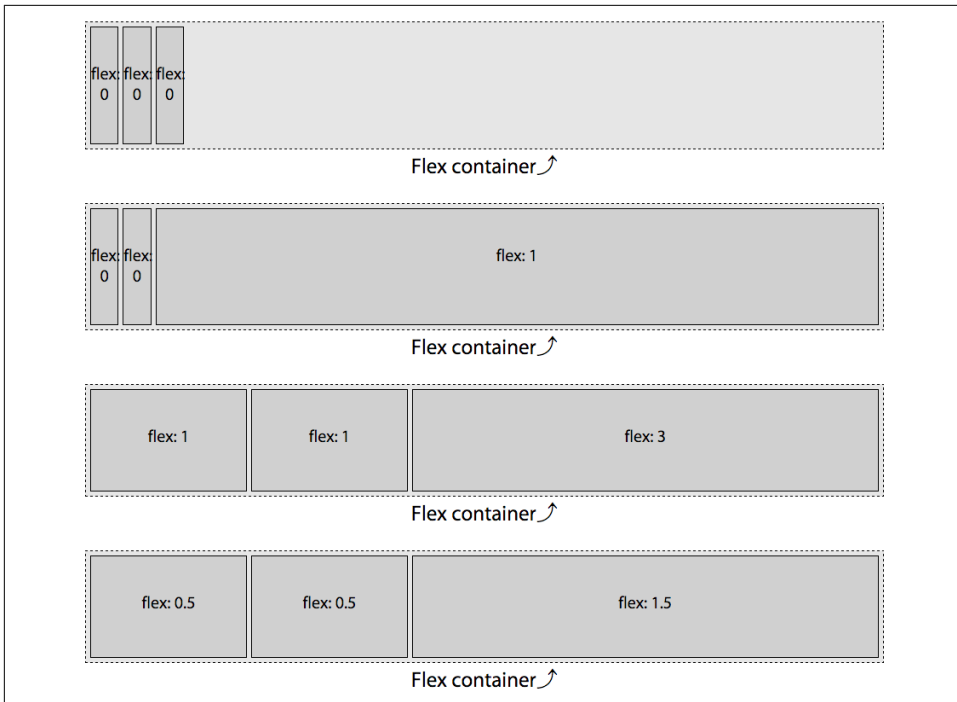 flex: flex: flex:
0 0 0
Flex container
flex: flex: flex: 1
0 0
Flex container
flex: 1 flex: 1 flex: 3
Flex container
flex: 0.5 flex: 0.5 flex: 1.5
Flex container